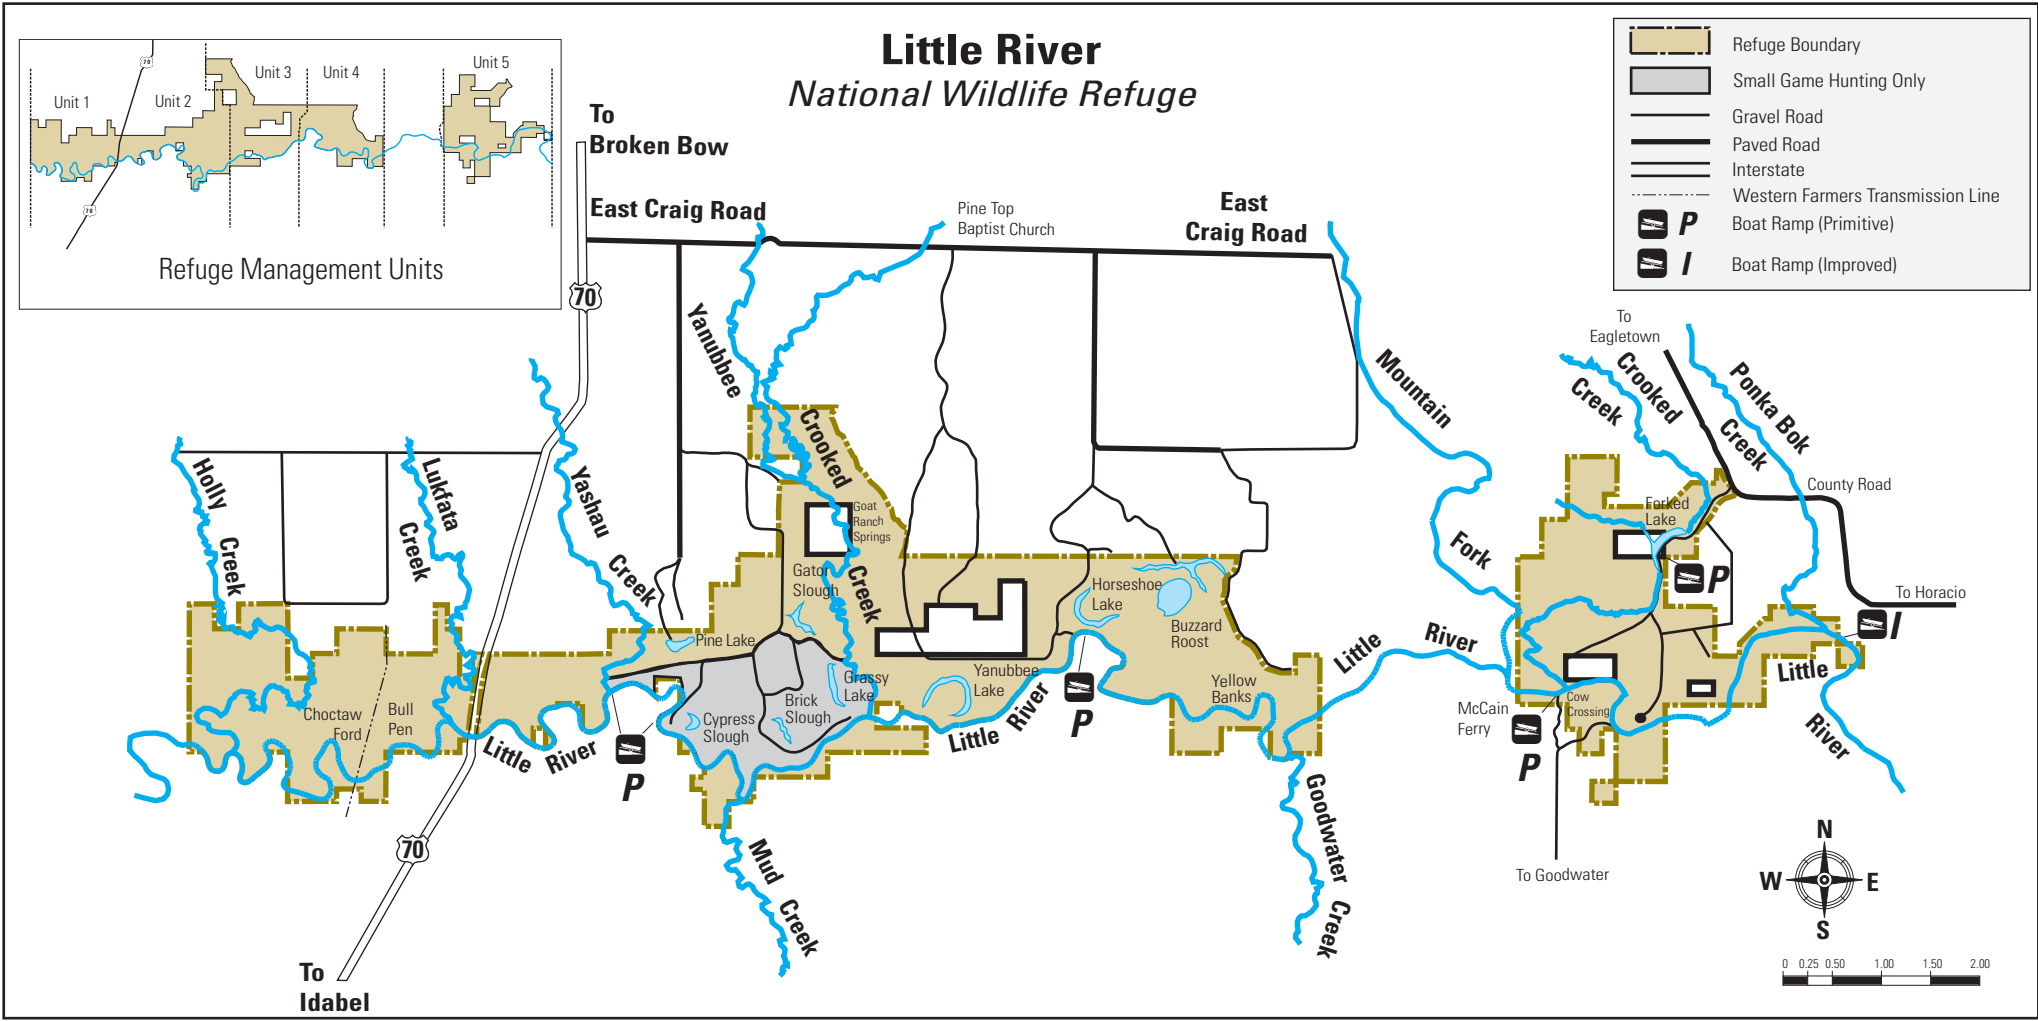 Little River
National Wildlife Refuge
Unit 1
Unit 2
Unit 3
Unit 4
Unit 5
70
70
Refuge Management Units
Refuge Boundary
Small Game Hunting Only
Gravel Road
Paved Road
Interstate
Western Farmers Transmission Line
P
Boat Ramp (Primitive)
I
Boat Ramp (Improved)
To
Broken Bow
East Craig Road
Pine Top
Baptist Church
East
Craig Road
70
Yanubbee
Crooked
Creek
Mountain
Fork
To
Eagletown
Crooked
Creek
Ponka Bok
Creek
County Road
To Horacio
Holly
Creek
Lukfata
Creek
Yashau
Creek
Goat
Ranch
Springs
Gator
Slough
Pine Lake
Horseshoe
Lake
Buzzard
Roost
Forked
Lake
P
I
Little
River
Little
River
Choctaw
Ford
Bull
Pen
Little
River
P
Cypress
Slough
Brick
Slough
Grassy
Lake
Yanubbee
Lake
Little
River
P
Yellow
Banks
McCain
Ferry
Cow
Crossing
P
Goodwater
Creek
To Goodwater
Mud
Creek
70
To
Idabel
N
W
E
S
0 0.25 0.50 1.00 1.50 2.00